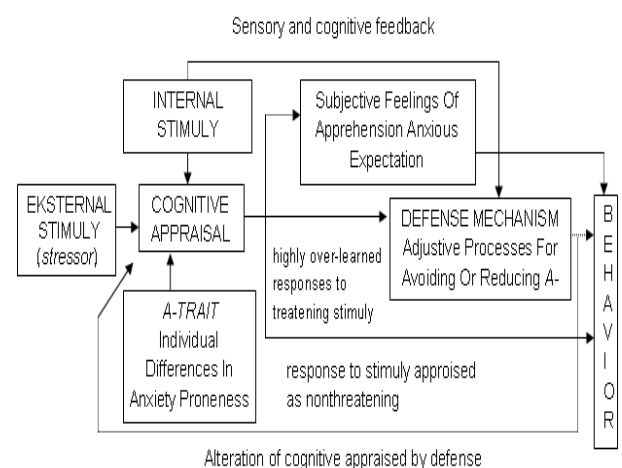 Sensory and cognitive feedback
INTERNAL
STIMULY
Subjective Feelings Of
Apprehension Anxious
Expectation
EKSTERNAL
STIMULY
(stressor)
COGNITIVE
APPRAISAL
DEFENSE MECHANISM
Adjustive Processes For
Avoiding Or Reducing A-
B
E
H
A
V
I
O
R
highly over-learned
responses to
treatening stimuly
A-TRAIT
Individual
Differences In
Anxiety Proneness
response to stimuly approised
as nonthreatening
Alteration of cognitive appraised by defense